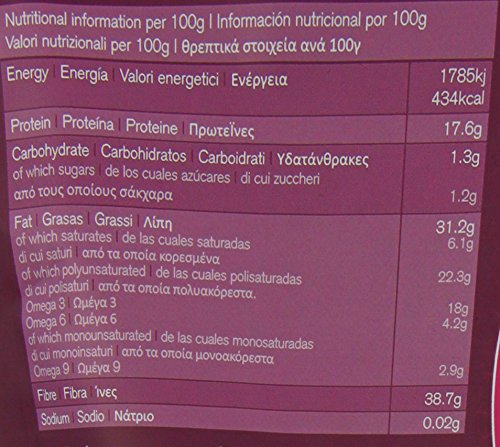 Nutritional information per 100g | Información nutricional por 100g
Valori nutrizionali per 100g | θρεπτικά στοιχεία ανά 100γ
Energy | Energía | Valori energetici | Ενέργεια 1785kj
434kcal
Protein | Proteína | Proteine | Πρωτεΐνες 17.6g
Carbohydrate | Carbohidratos | Carboidrati | Υδατάνθρακες 1.3g
of which sugars | de los cuales azúcares | di cui zuccheri
από τους οποίους σάκχαρα 1.2g
Fat | Grasas | Grassi | Λίπη 31.2g
of which saturates | de las cuales saturadas 6.1g
di cui saturi | από τα οποία κορεσμένα
of which polyunsaturated | de las cuales polisaturadas 22.3g
di cui polsaturi | από τα οποία πολυακόρεστα.
Omega 3 | Ωμέγα 3 18g
Omega 6 | Ωμέγα 6 4.2g
of which monounsaturated | de las cuales monosaturadas
di cui monoinsaturi | από τα οποία μονοακόρεστα
Omega 9 | Ωμέγα 9 2.9g
Fibre | Fibra | Ίνες 38.7g
Sodium | Sodio | Νάτριο 0.02g